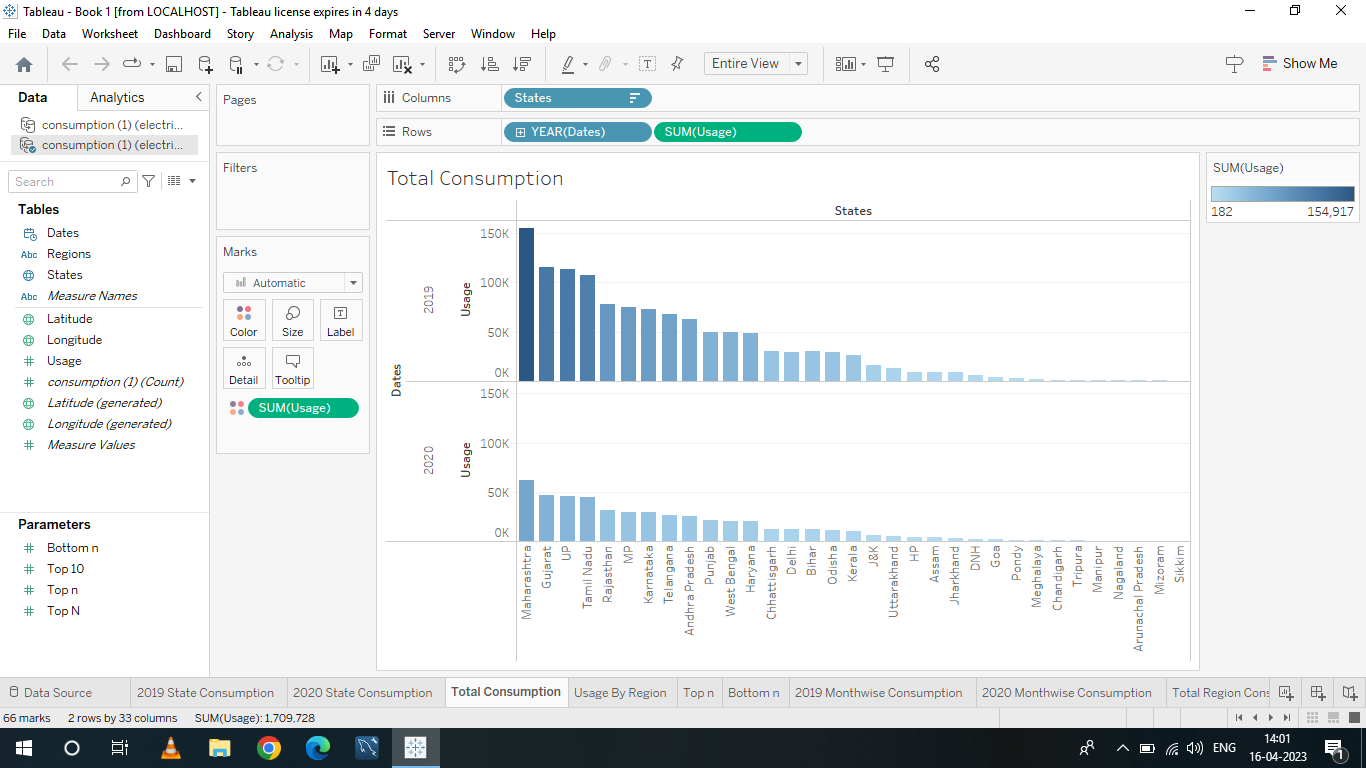 Tableau - Book 1 [from LOCALHOST] - Tableau license expires in 4 days
File Data Worksheet Dashboard Story Analysis Map Format Server Window Help
Entire View
Show Me
Data Analytics
consumption (1) (electri...
consumption (1) (electri...
Search
Tables
Dates
Abc Regions
States
Abc Measure Names
Latitude
Longitude
Usage
consumption (1) (Count)
Latitude (generated)
Longitude (generated)
Measure Values
Parameters
Bottom n
Top 10
Top n
Top N
Pages
Filters
Marks
Automatic
Color Size Label
T
Detail Tooltip
SUM(Usage)
Columns States
Rows YEAR(Dates) SUM(Usage)
Total Consumption
States
Dates
2019
Usage
150K
100K
50K
0K
2020
Usage
150K
100K
50K
0K
Maharashtra
Gujarat
UP
Tamil Nadu
Rajasthan
MP
Karnataka
Telangana
Andhra Pradesh
Punjab
West Bengal
Haryana
Chhattisgarh
Delhi
Bihar
Odisha
Kerala
J&K
Uttarakhand
HP
Assam
Jharkhand
DNH
Goa
Pondy
Meghalaya
Chandigarh
Tripura
Manipur
Nagaland
Arunachal Pradesh
Mizoram
Sikkim
SUM(Usage)
182 154,917
Data Source 2019 State Consumption 2020 State Consumption Total Consumption Usage By Region Top n Bottom n 2019 Monthwise Consumption 2020 Monthwise Consumption Total Region Cons
66 marks 2 rows by 33 columns SUM(Usage): 1,709,728
ENG
14:01
16-04-2023
1